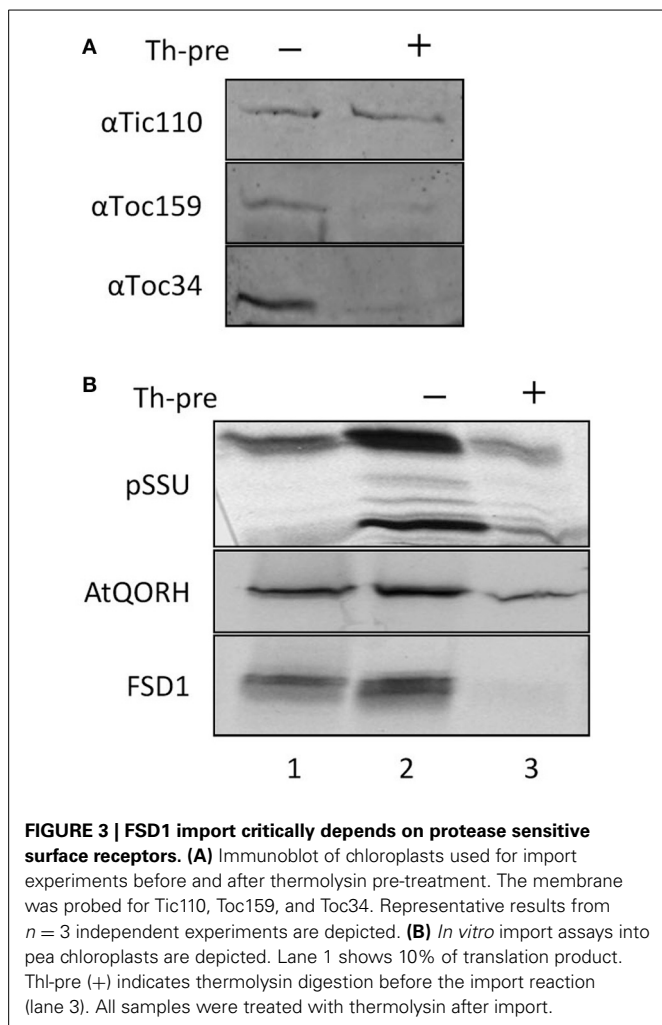 A
Th-pre − +
αTic110
αToc159
αToc34
B
Th-pre − +
pSSU
AtQORH
FSD1
1 2 3
FIGURE 3 | FSD1 import critically depends on protease sensitive
surface receptors. (A) Immunoblot of chloroplasts used for import
experiments before and after thermolysin pre-treatment. The membrane
was probed for Tic110, Toc159, and Toc34. Representative results from
n = 3 independent experiments are depicted. (B) In vitro import assays into
pea chloroplasts are depicted. Lane 1 shows 10% of translation product.
Thl-pre (+) indicates thermolysin digestion before the import reaction
(lane 3). All samples were treated with thermolysin after import.